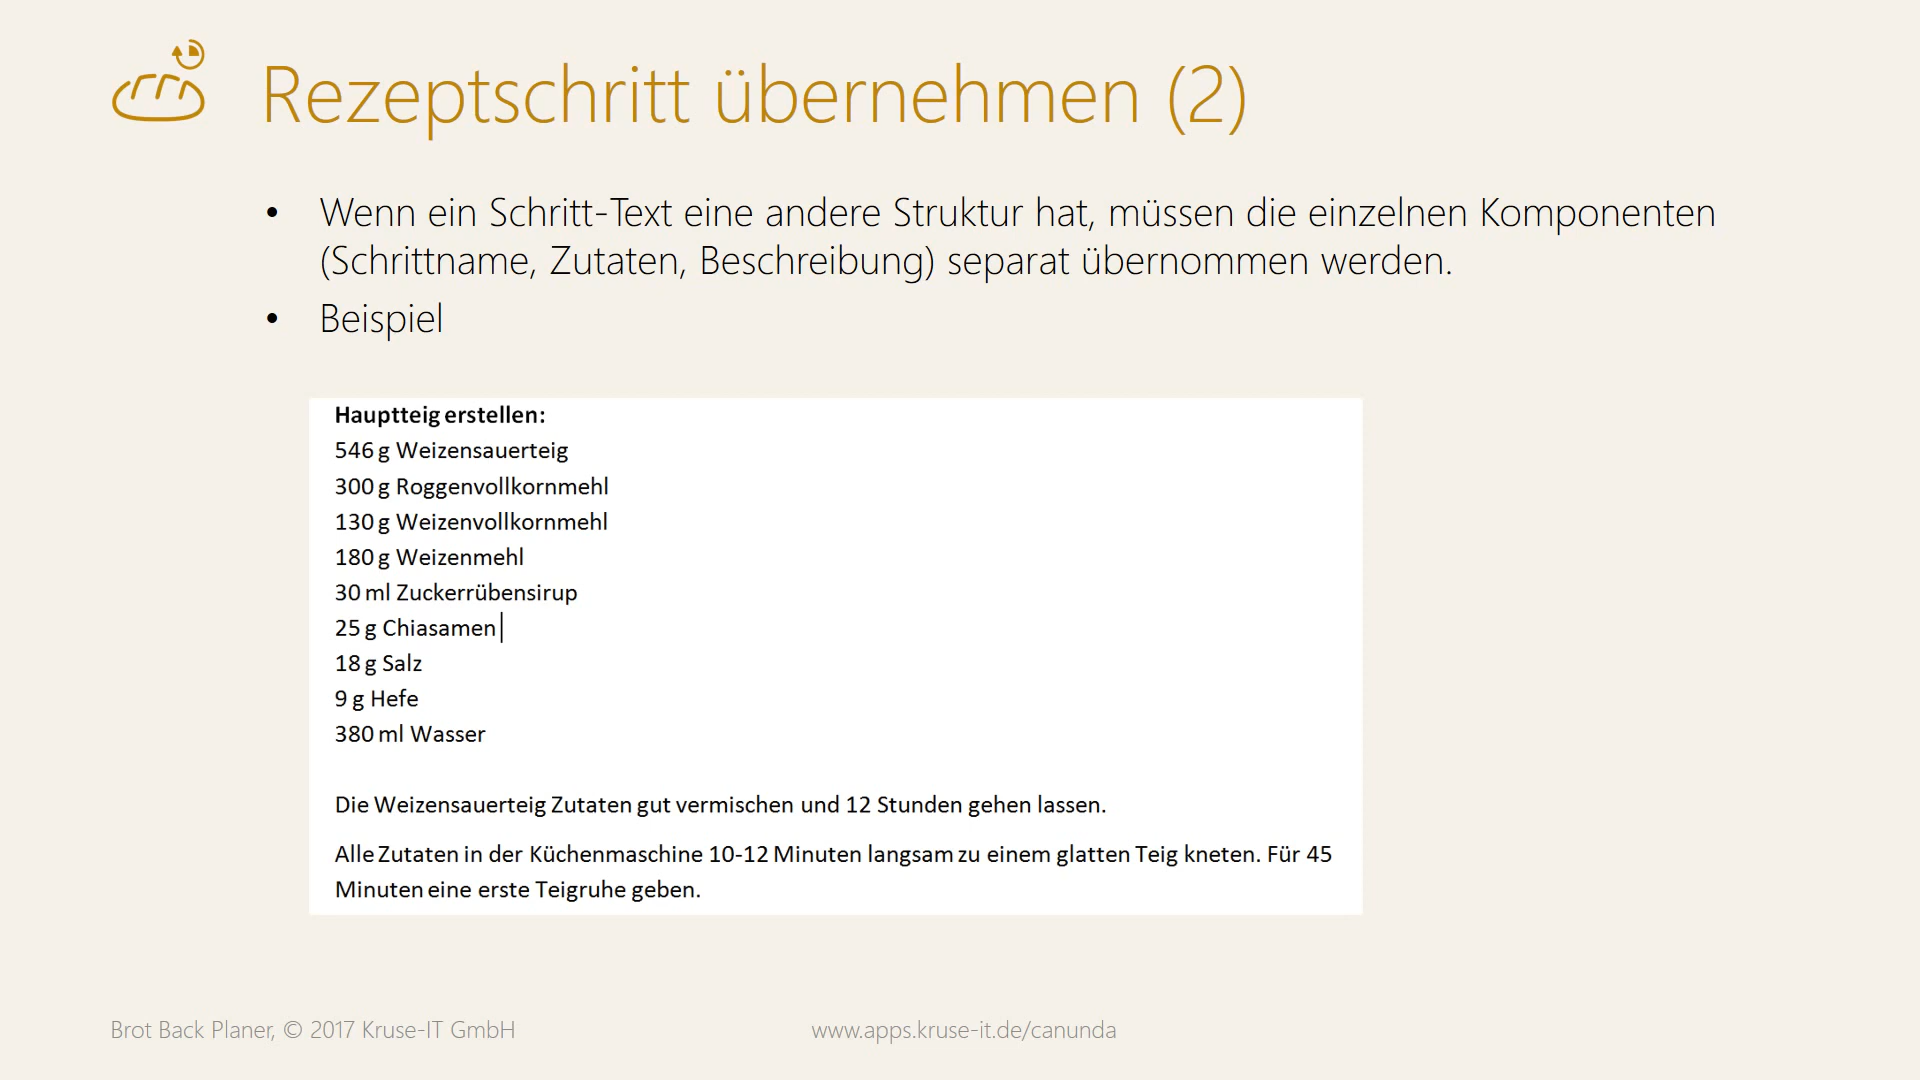 Rezeptschritt übernehmen (2)
• Wenn ein Schritt-Text eine andere Struktur hat, müssen die einzelnen Komponenten
(Schrittname, Zutaten, Beschreibung) separat übernommen werden.
• Beispiel
Hauptteig erstellen:
546 g Weizensauerteig
300 g Roggenvollkornmehl
130 g Weizenvollkornmehl
180 g Weizenmehl
30 ml Zuckerrübensirup
25 g Chiasamen
18 g Salz
9 g Hefe
380 ml Wasser
Die Weizensauerteig Zutaten gut vermischen und 12 Stunden gehen lassen.
Alle Zutaten in der Küchenmaschine 10-12 Minuten langsam zu einem glatten Teig kneten. Für 45
Minuten eine erste Teigruhe geben.
Brot Back Planer, © 2017 Kruse-IT GmbH
www.apps.kruse-it.de/canunda